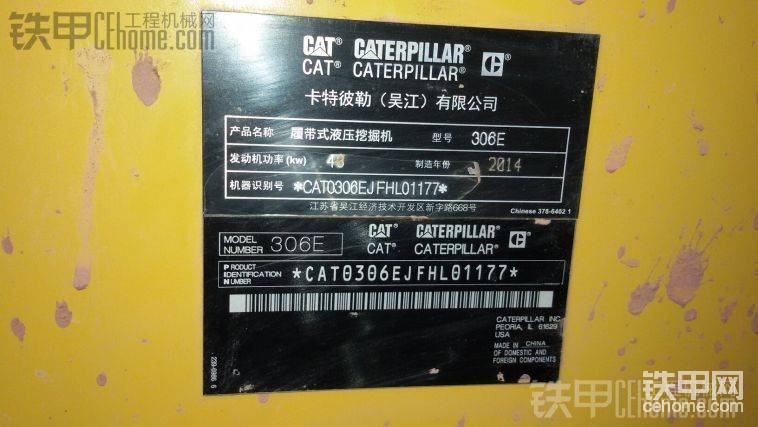 铁甲 工程机械网
CEhome.com
CAT® CATERPILLAR®
CAT® CATERPILLAR®
卡特彼勒（吴江）有限公司
产品名称 履带式液压挖掘机 型号 306E
发动机功率(kw) 制造年份 2014
机器识别号 *CAT0306EJFHL01177*
江苏省吴江经济技术开发区新字路668号
Chinese 378-6402 1
MODEL NUMBER 306E
CAT® CATERPILLAR®
CAT® CATERPILLAR®
PRODUCT IDENTIFICATION NUMBER *CAT0306EJFHL01177*
CATERPILLAR INC.
PEORIA, IL 61629
USA
MADE IN CHINA
OF DOMESTIC AND
FOREIGN COMPONENTS
铁甲网
cehome.com